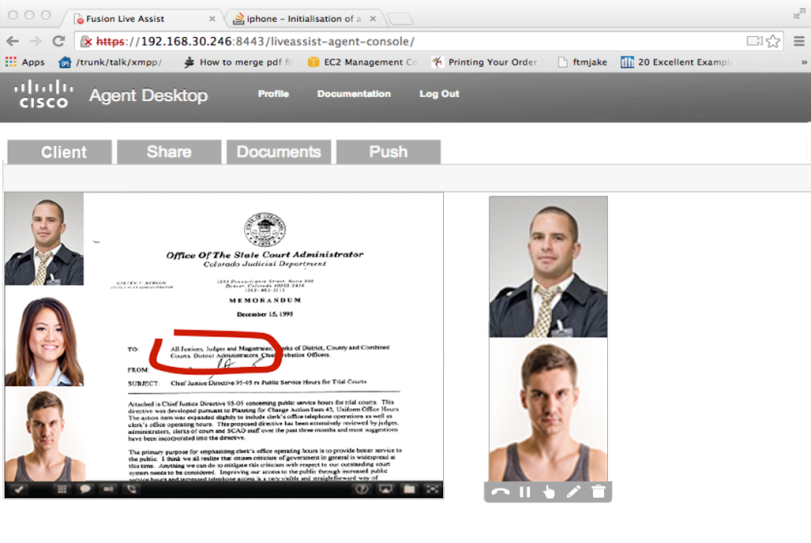 Fusion Live Assist
iphone - Initialisation of a
https://192.168.30.246:8443/liveassist-agent-console/
Apps
/trunk/talk/xmpp/
How to merge pdf fi
EC2 Management Co
Printing Your Order
ftmjake
20 Excellent Exampl
CISCO
Agent Desktop
Profile
Documentation
Log Out
Client
Share
Documents
Push
Office Of The State Court Administrator
Colorado Judicial Department
MEMORANDUM
December 15, 1995
TO:
All Justices, Judges and Magistrates, Clerks of District, County and Combined
Courts, District Administrators, Chief Probation Officers.
FROM:
SUBJECT:
Chief Justice Directive 95-05 re Public Service Hours for Trial Courts
Attached is Chief Justice Directive 95-05 concerning public service hours for trial courts. This
directive was developed pursuant to Planning for Change Action Item #3, Uniform Office Hours
The action item was expanded slightly to include clerk's office telephone operations as well as
clerk's office operating hours. This proposed directive has been extensively reviewed by judges,
administrators, clerks of court and SCAO staff over the past three months and most suggestions
have been incorporated into the directive.
The primary purpose for emphasizing clerk's office operating hours is to provide better service to
the public. I think we all realize that citizen criticism of government in general is widespread at
this time. Anything we can do to mitigate this criticism with respect to our outstanding court
system needs to be considered. Improving our access to the public through increased public
service hours and increased telephone access is a very visible and straightforward way of